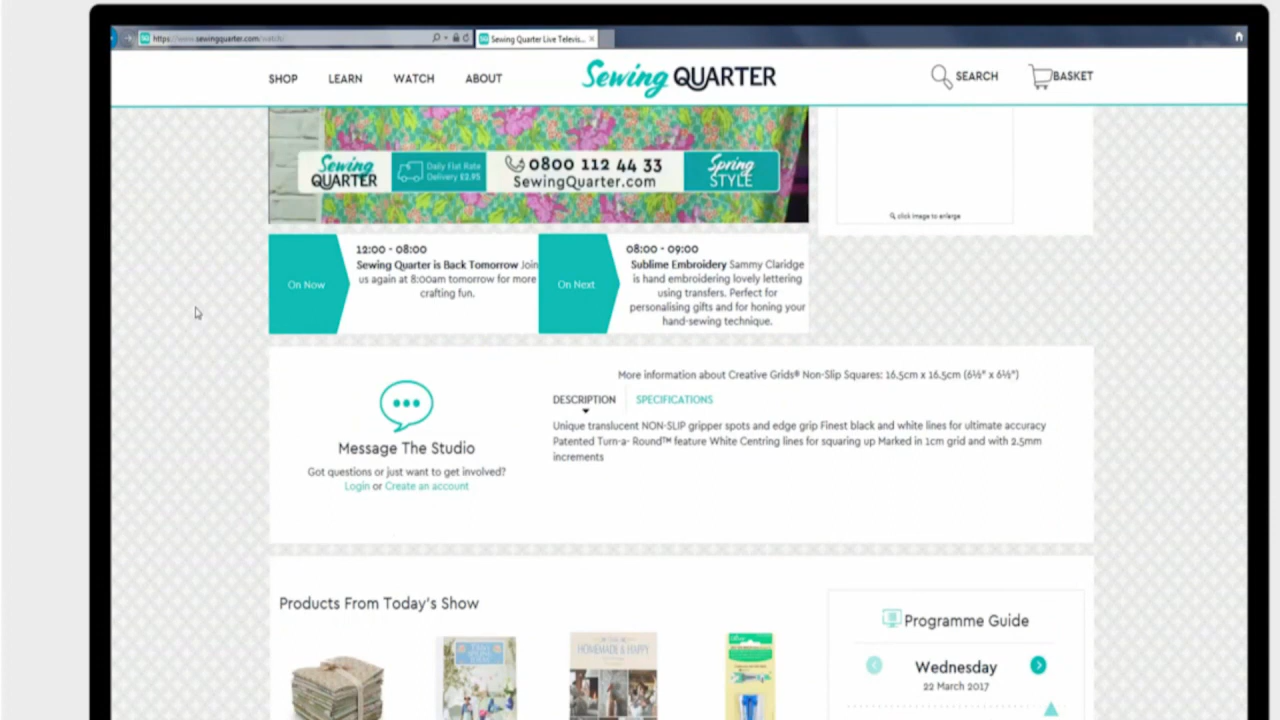 https://www.sewingquarter.com/watch/
Sewing Quarter Live Televis...
SHOP
LEARN
WATCH
ABOUT
Sewing QUARTER
SEARCH
BASKET
Sewing
QUARTER
Daily Flat Rate
Delivery £2.95
0800 112 44 33
SewingQuarter.com
Spring
STYLE
click image to enlarge
On Now
12:00 - 08:00
Sewing Quarter is Back Tomorrow Join
us again at 8:00am tomorrow for more
crafting fun.
On Next
08:00 - 09:00
Sublime Embroidery Sammy Claridge
is hand embroidering lovely lettering
using transfers. Perfect for
personalising gifts and for honing your
hand-sewing technique.
Message The Studio
Got questions or just want to get involved?
Login or Create an account
More information about Creative Grids® Non-Slip Squares: 16.5cm x 16.5cm (6½" x 6½")
DESCRIPTION
SPECIFICATIONS
Unique translucent NON-SLIP gripper spots and edge grip Finest black and white lines for ultimate accuracy
Patented Turn-a- Round™ feature White Centring lines for squaring up Marked in 1cm grid and with 2.5mm
increments
Products From Today's Show
HOMEMADE & HAPPY
Clover
Programme Guide
Wednesday
22 March 2017